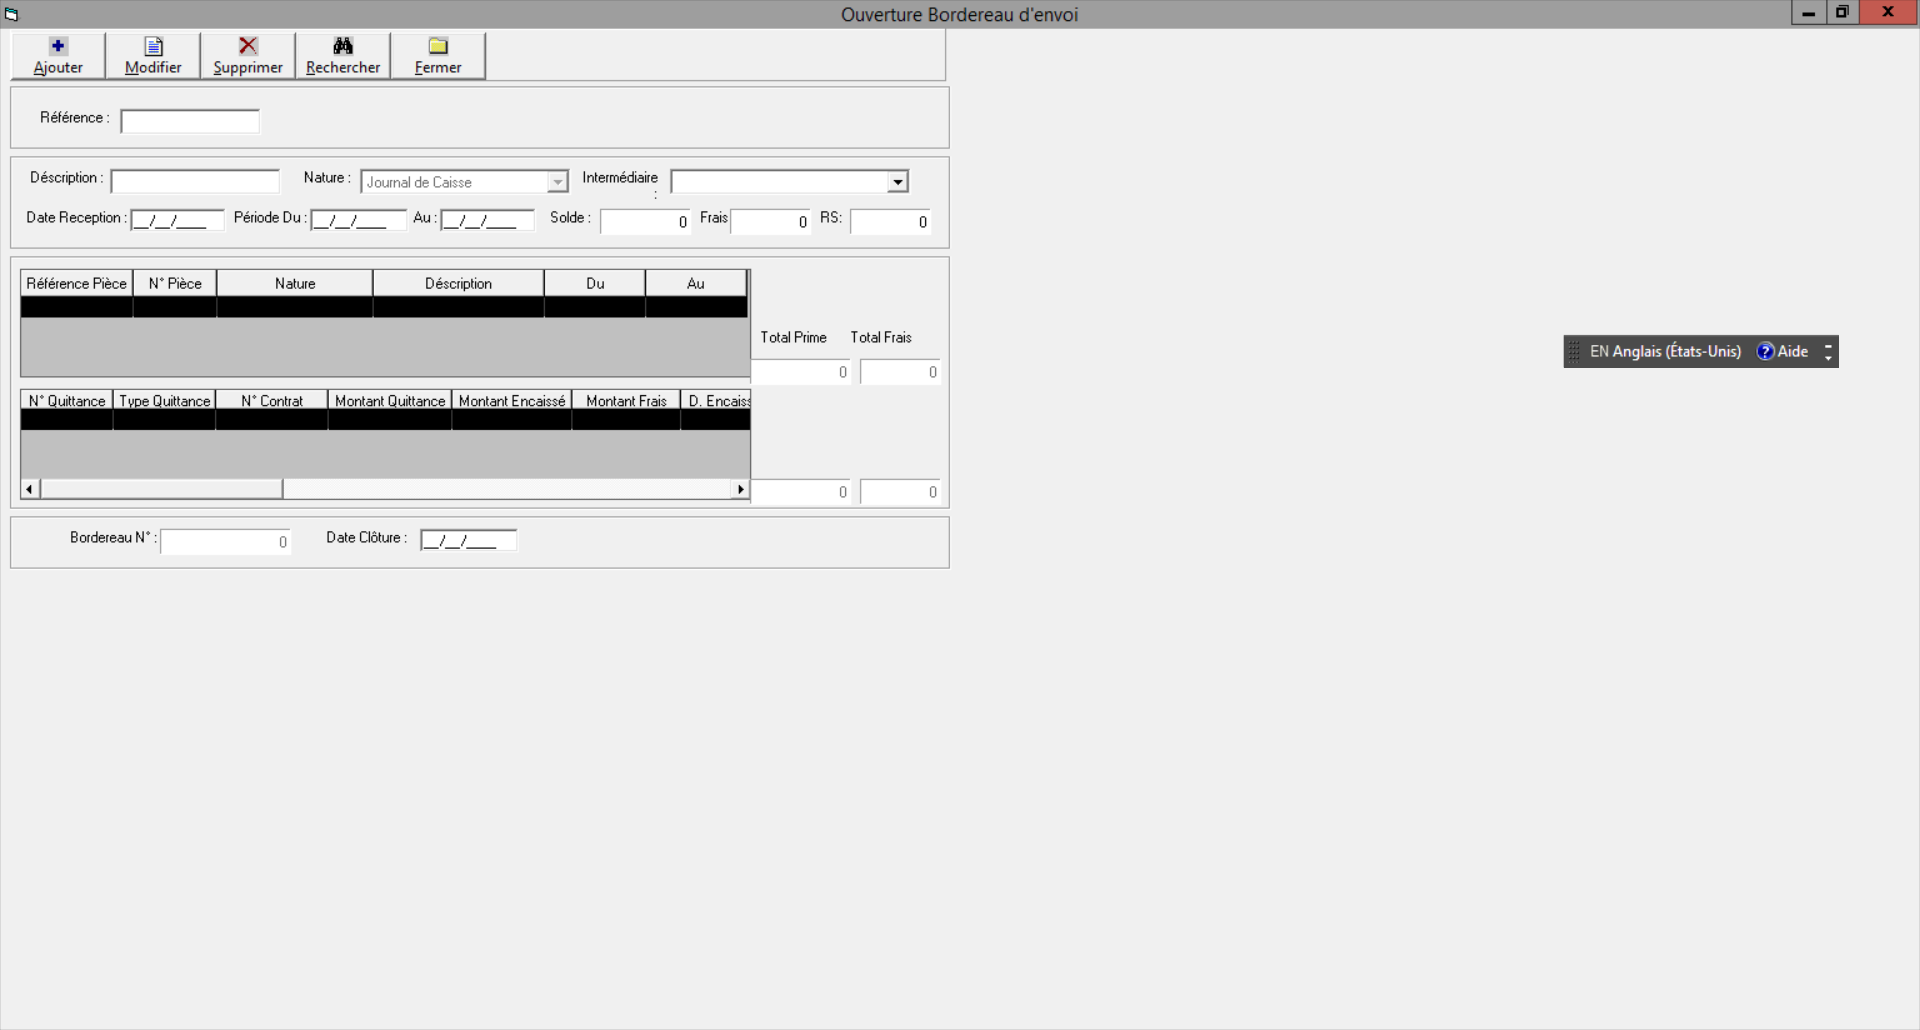 Ouverture Bordereau d'envoi
Ajouter Modifier Supprimer Rechercher Fermer
Référence :
Déscription : Nature : Journal de Caisse Intermédiaire :
Date Reception : __/__/____ Période Du : __/__/____ Au : __/__/____ Solde : 0 Frais 0 RS: 0
Référence Pièce N° Pièce Nature Déscription Du Au
Total Prime Total Frais
EN Anglais (États-Unis) Aide
0 0
N° Quittance Type Quittance N° Contrat Montant Quittance Montant Encaissé Montant Frais D. Encaiss
0 0
Bordereau N° : 0 Date Clôture : __/__/____